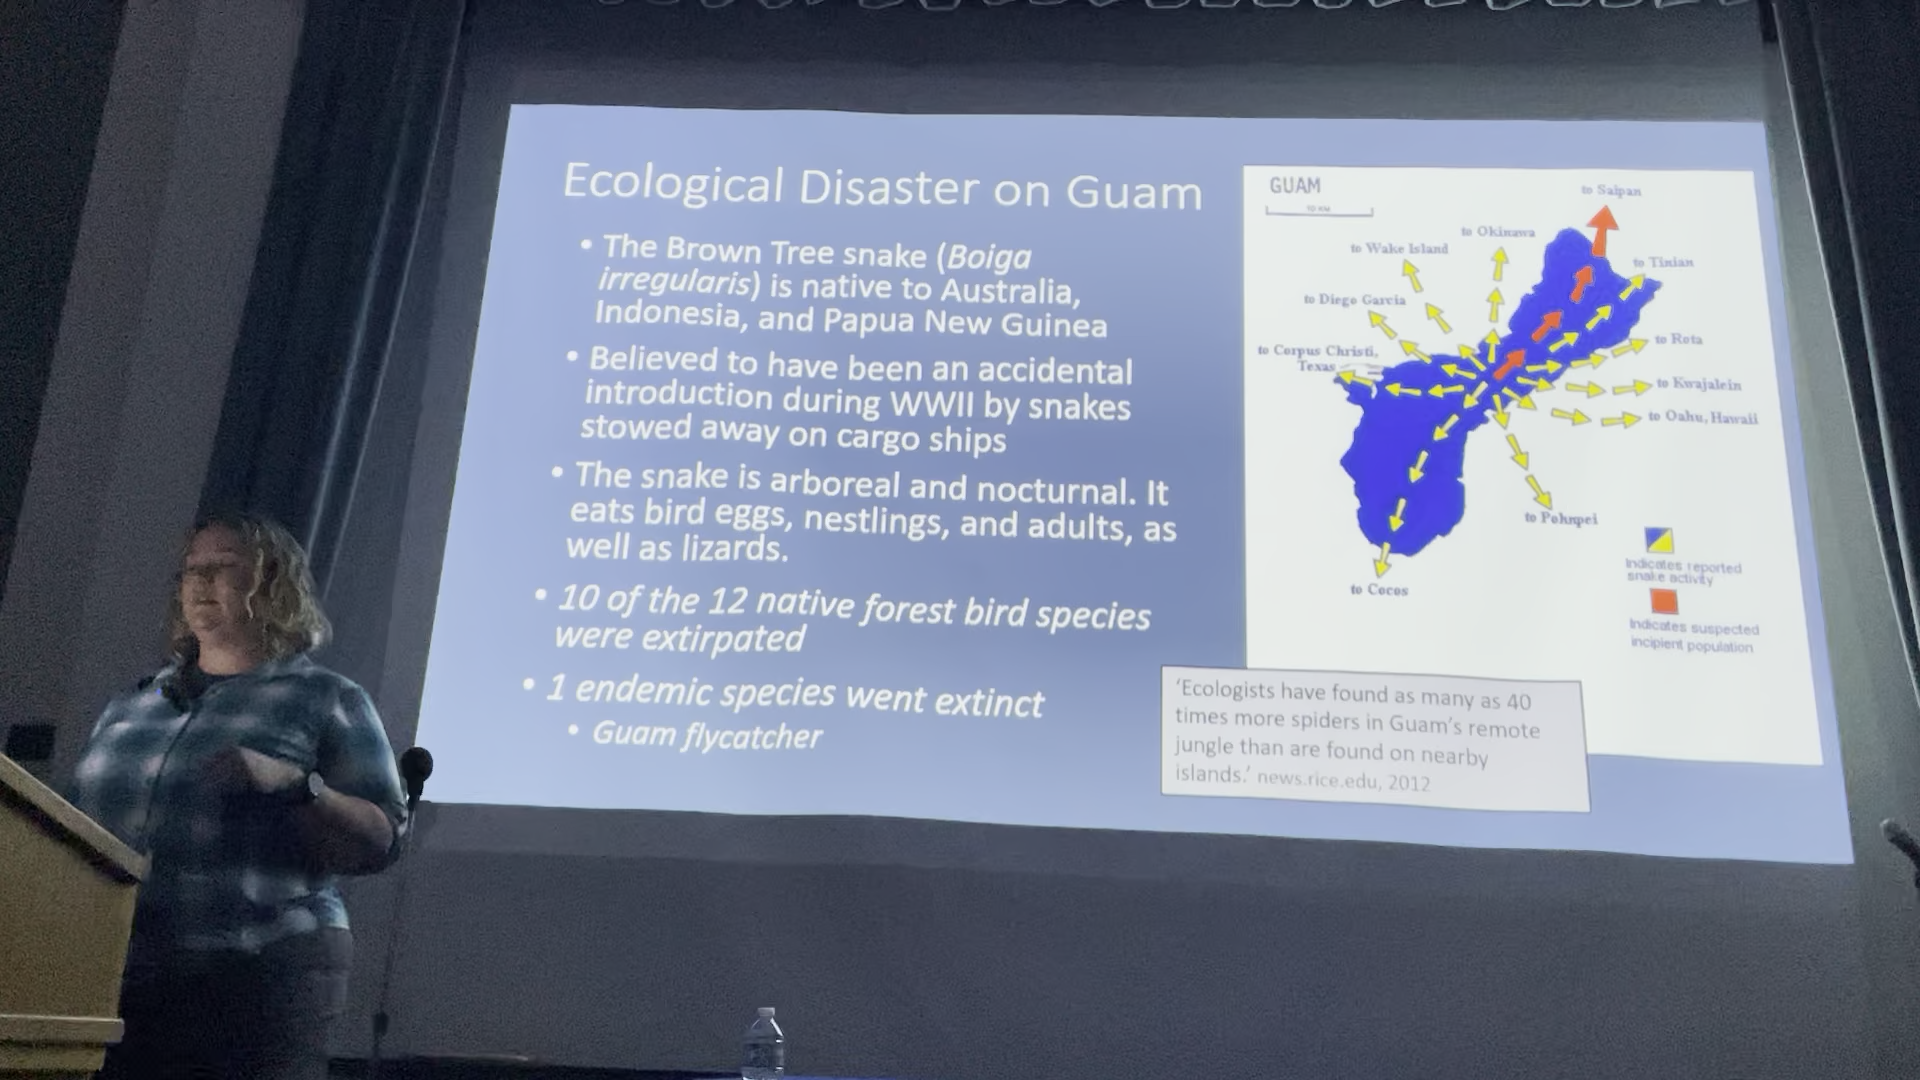 Ecological Disaster on Guam
• The Brown Tree snake (Boiga
irregularis) is native to Australia,
Indonesia, and Papua New Guinea
• Believed to have been an accidental
introduction during WWII by snakes
stowed away on cargo ships
• The snake is arboreal and nocturnal. It
eats bird eggs, nestlings, and adults, as
well as lizards.
• 10 of the 12 native forest bird species
were extirpated
• 1 endemic species went extinct
• Guam flycatcher
GUAM
10 KM
to Saipan
to Okinawa
to Wake Island
to Tinian
to Diego Garcia
to Rota
to Corpus Christi,
Texas
to Kwajalein
to Oahu, Hawaii
to Pohnpei
to Cocos
Indicates reported
snake activity
Indicates suspected
incipient population
'Ecologists have found as many as 40
times more spiders in Guam's remote
jungle than are found on nearby
islands.' news.rice.edu, 2012